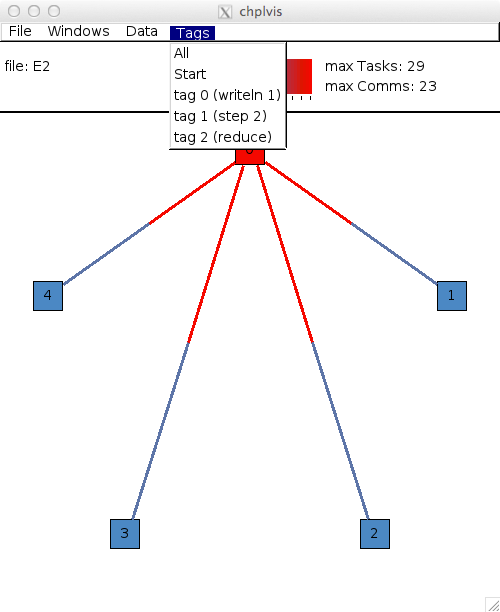 chplvis
File Windows Data Tags
All
file: E2
max Tasks: 29
Start
max Comms: 23
tag 0 (writeln 1)
tag 1 (step 2)
tag 2 (reduce)
4
1
3
2